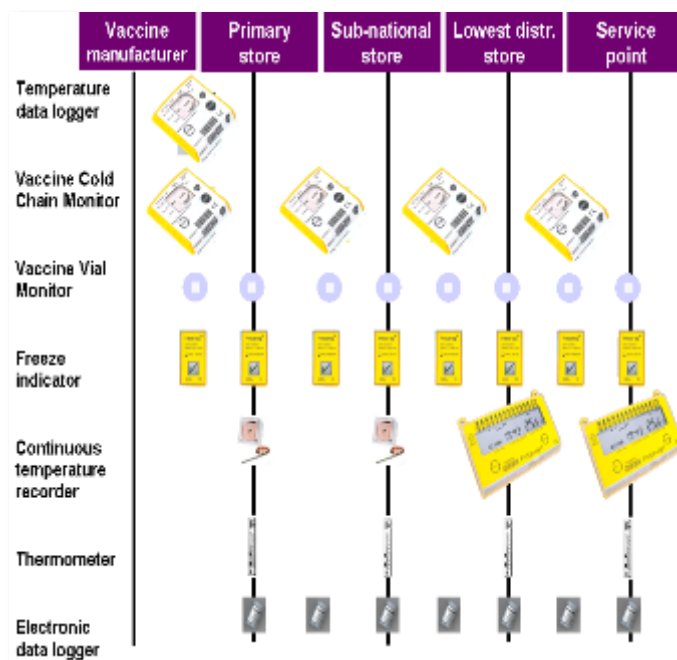 Vaccine
manufacturer
Primary
store
Sub-national
store
Lowest distr.
store
Service
point
Temperature
data logger
Vaccine Cold
Chain Monitor
Vaccine Vial
Monitor
Freeze
indicator
Continuous
temperature
recorder
Thermometer
Electronic
data logger